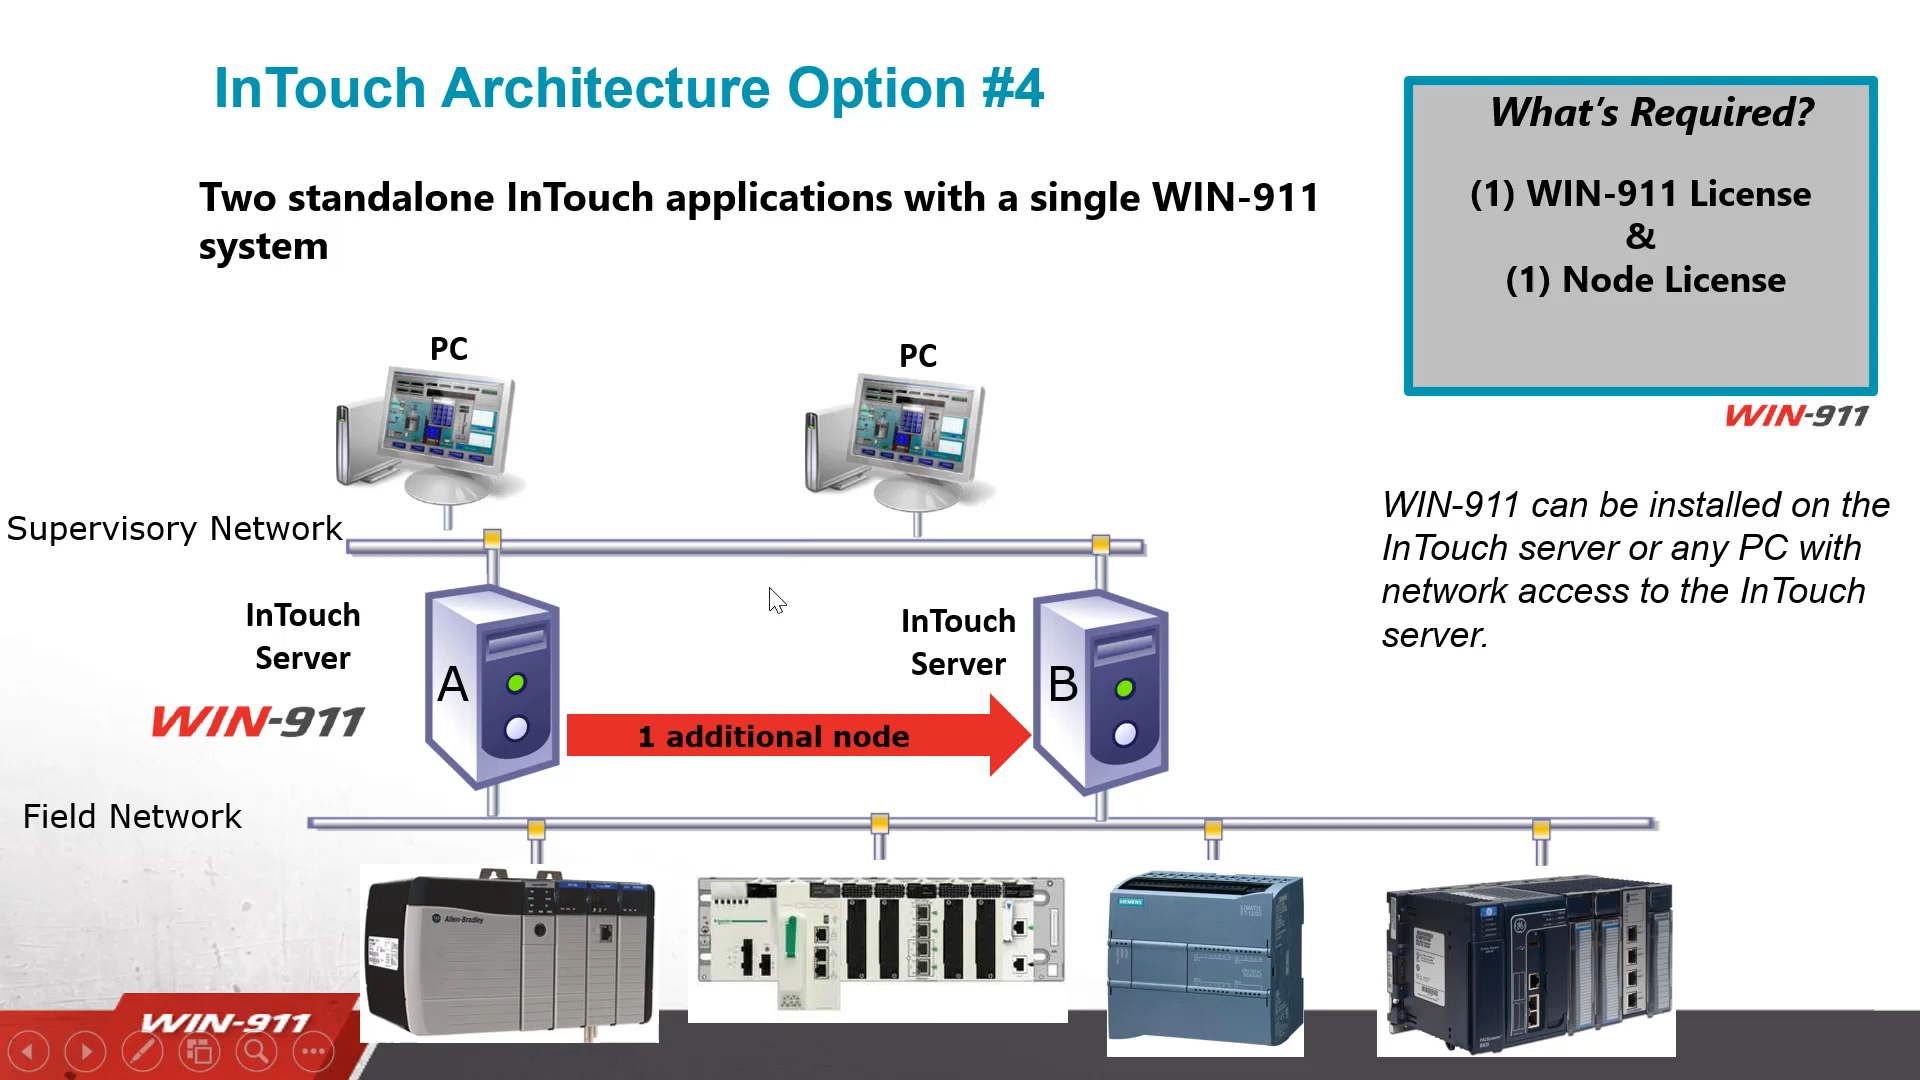 InTouch Architecture Option #4
What's Required?
(1) WIN-911 License
&
(1) Node License
Two standalone InTouch applications with a single WIN-911
system
PC
PC
WIN-911
WIN-911 can be installed on the
InTouch server or any PC with
network access to the InTouch
server.
Supervisory Network
InTouch
Server
A
InTouch
Server
B
WIN-911
1 additional node
Field Network
Allen-Bradley
SIEMENS
WIN-911